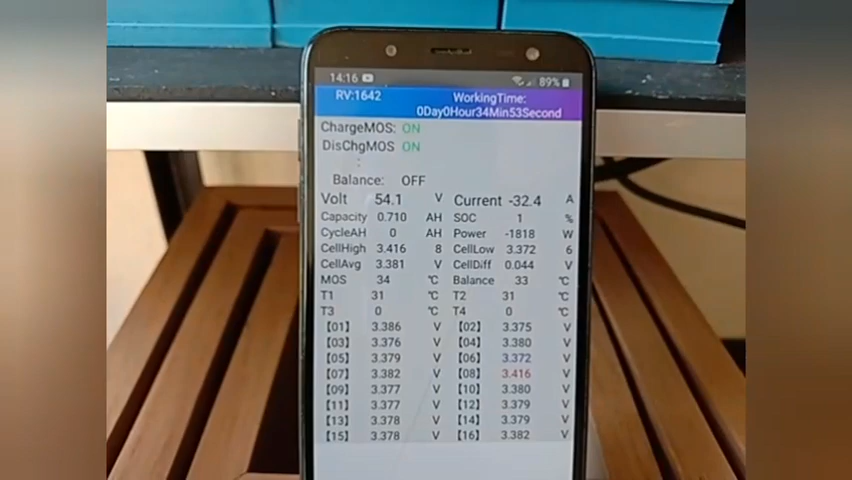 14:16 89%
RV:1642 WorkingTime:
0Day0Hour34Min53Second
ChargeMOS: ON
DisChgMOS ON
:
Balance: OFF
Volt 54.1 V Current -32.4 A
Capacity 0.710 AH SOC 1 %
CycleAH 0 AH Power -1818 W
CellHigh 3.416 8 CellLow 3.372 6
CellAvg 3.381 V CellDiff 0.044 V
MOS 34 ℃ Balance 33 ℃
T1 31 ℃ T2 31 ℃
T3 0 ℃ T4 0 ℃
【01】 3.386 V 【02】 3.375 V
【03】 3.376 V 【04】 3.380 V
【05】 3.379 V 【06】 3.372 V
【07】 3.382 V 【08】 3.416 V
【09】 3.377 V 【10】 3.380 V
【11】 3.377 V 【12】 3.379 V
【13】 3.378 V 【14】 3.379 V
【15】 3.378 V 【16】 3.382 V